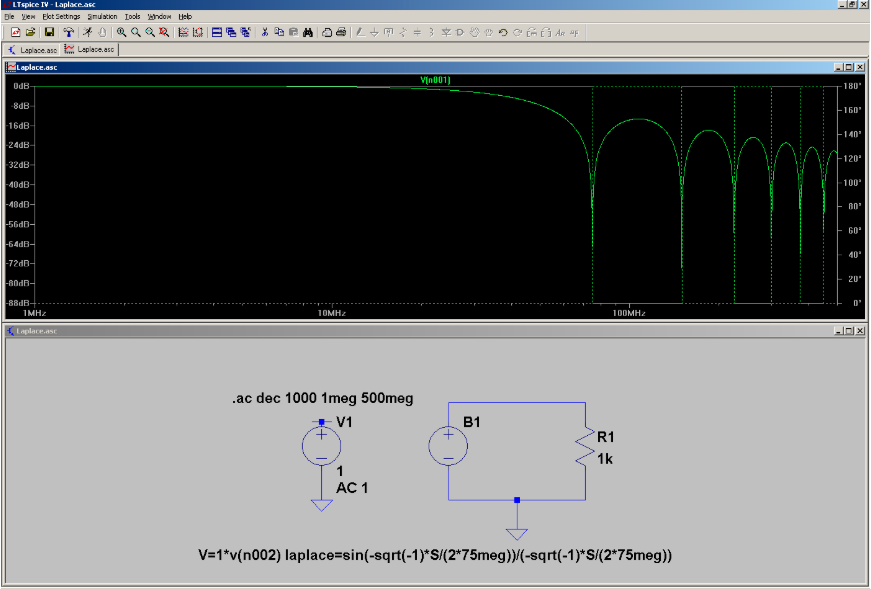 LTspice IV - Laplace.asc
File View Plot Settings Simulation Tools Window Help
Laplace.asc Laplace.asc
Laplace.asc
V(n001)
0dB 180°
-8dB 160°
-16dB 140°
-24dB 120°
-32dB 100°
-40dB 80°
-48dB 60°
-56dB 40°
-64dB 20°
-72dB 0°
-80dB
-88dB
1MHz 10MHz 100MHz
Laplace.asc
.ac dec 1000 1meg 500meg
V1
1
AC 1
B1
R1
1k
V=1*v(n002) laplace=sin(-sqrt(-1)*S/(2*75meg))/(-sqrt(-1)*S/(2*75meg))